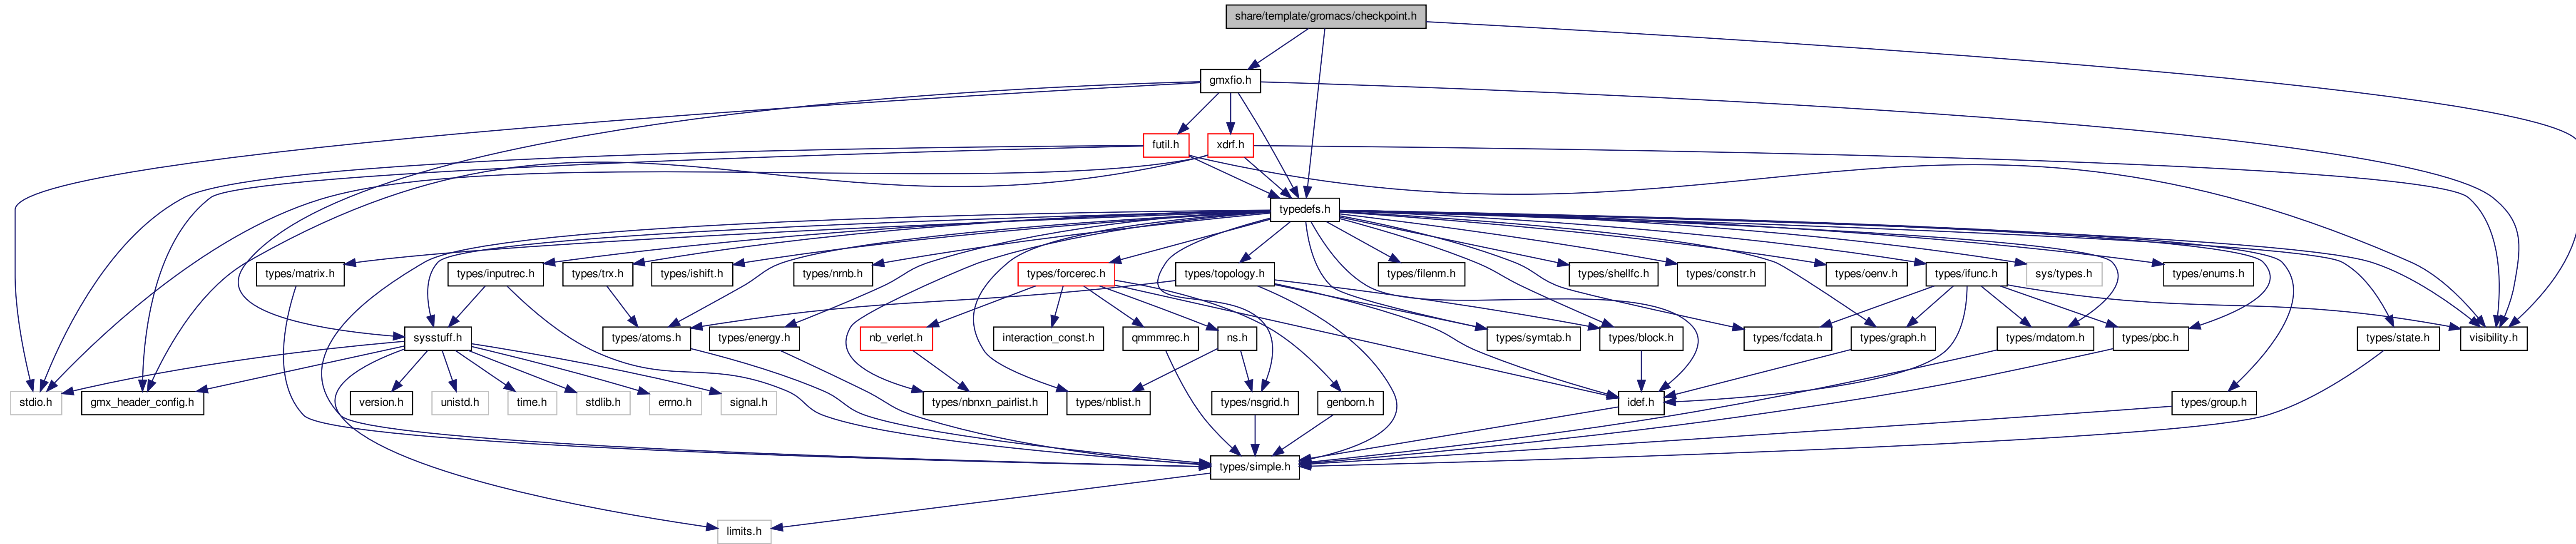 share/template/gromacs/checkpoint.h
gmxfio.h
futil.h
xdrf.h
typedefs.h
types/matrix.h
types/inputrec.h
types/trx.h
types/ishift.h
types/nrnb.h
types/forcerec.h
types/topology.h
types/filenm.h
types/shellfc.h
types/constr.h
types/oenv.h
types/ifunc.h
sys/types.h
types/enums.h
sysstuff.h
types/atoms.h
types/energy.h
nb_verlet.h
interaction_const.h
qmmmrec.h
ns.h
types/symtab.h
types/block.h
types/fcdata.h
types/graph.h
types/mdatom.h
types/pbc.h
types/state.h
visibility.h
stdio.h
gmx_header_config.h
version.h
unistd.h
time.h
stdlib.h
errno.h
signal.h
types/nbnxn_pairlist.h
types/nblist.h
types/nsgrid.h
genborn.h
idef.h
types/group.h
types/simple.h
limits.h